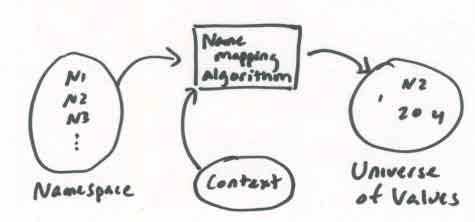 N1
N2
N3
Namespace
Name
mapping
algorithm
Context
N2
' 20 4
Universe
of Values